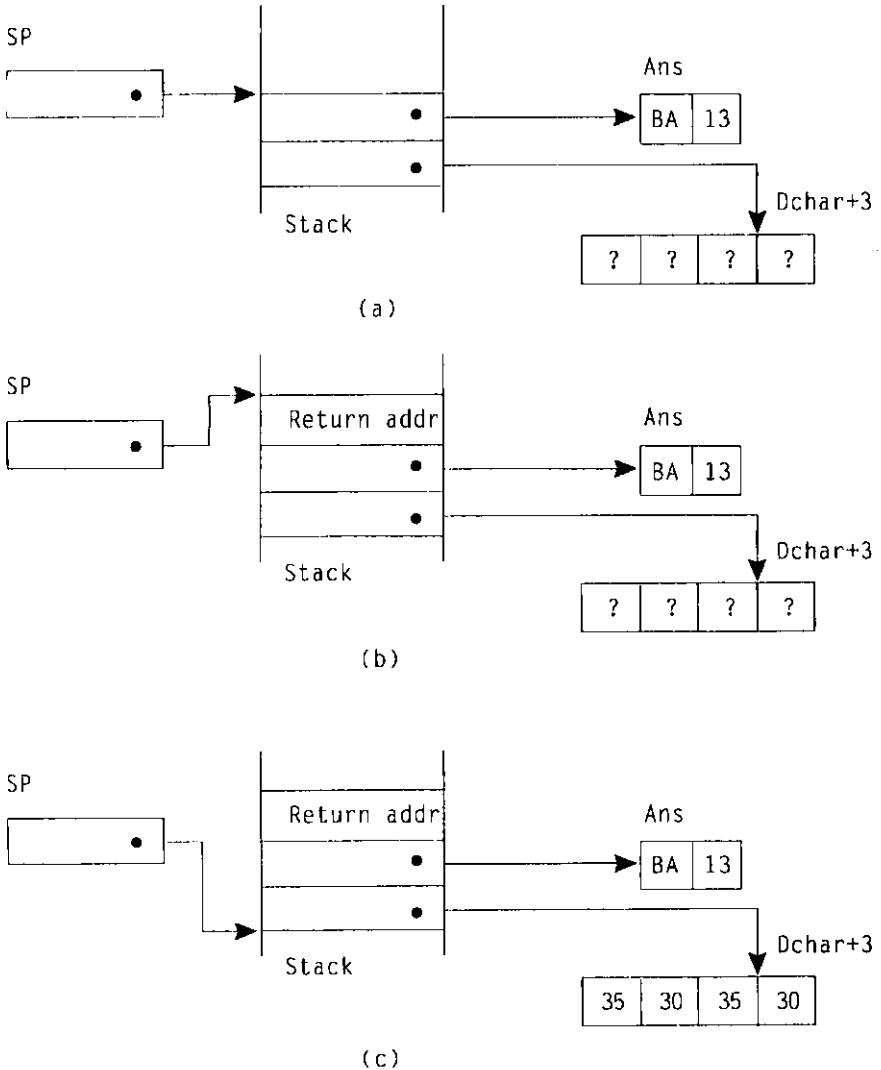 SP
Ans
BA 13
Dchar+3
Stack
? ? ? ?
(a)
SP
Return addr
Ans
BA 13
Dchar+3
Stack
? ? ? ?
(b)
SP
Return addr
Ans
BA 13
Dchar+3
Stack
35 30 35 30
(c)